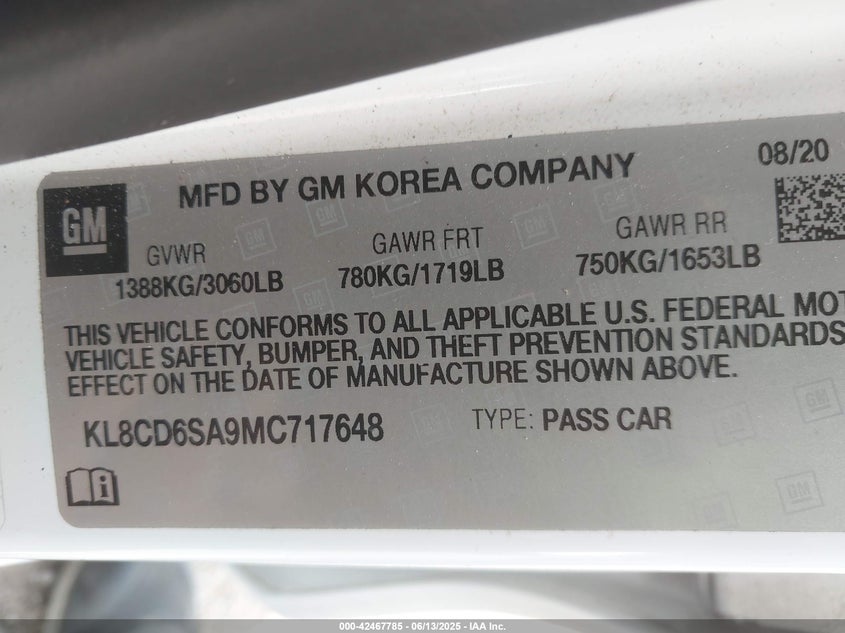 08/20
MFD BY GM KOREA COMPANY
GM
GVWR GAWR FRT GAWR RR
1388KG/3060LB 780KG/1719LB 750KG/1653LB
THIS VEHICLE CONFORMS TO ALL APPLICABLE U.S. FEDERAL MOT
VEHICLE SAFETY, BUMPER, AND THEFT PREVENTION STANDARDS
EFFECT ON THE DATE OF MANUFACTURE SHOWN ABOVE.
KL8CD6SA9MC717648 TYPE: PASS CAR
000-42467785 - 06/13/2025 - IAA Inc.